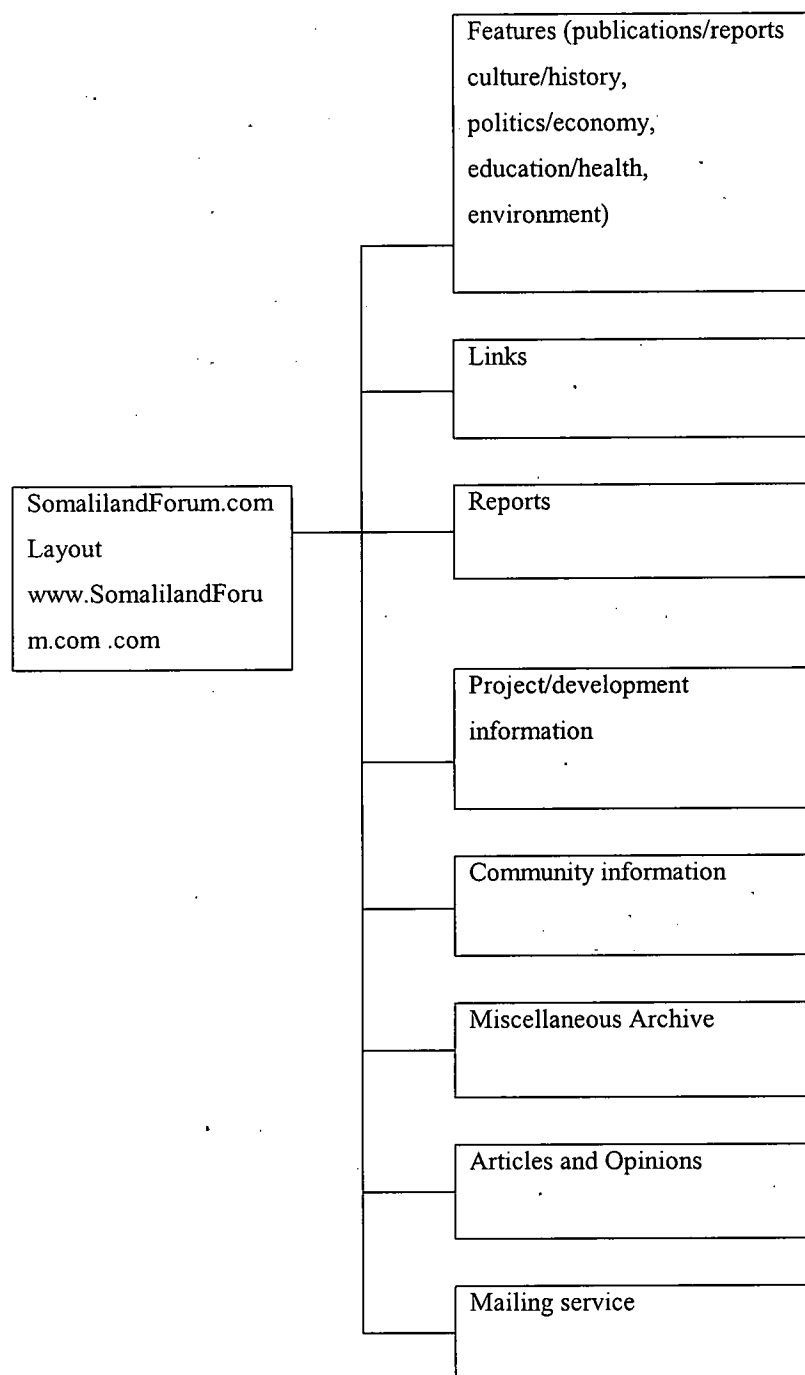 Features (publications/reports
culture/history,
politics/economy,
education/health,
environment)
Links
SomalilandForum.com
Layout
www.SomalilandForu
m.com .com
Reports
Project/development
information
Community information
Miscellaneous Archive
Articles and Opinions
Mailing service